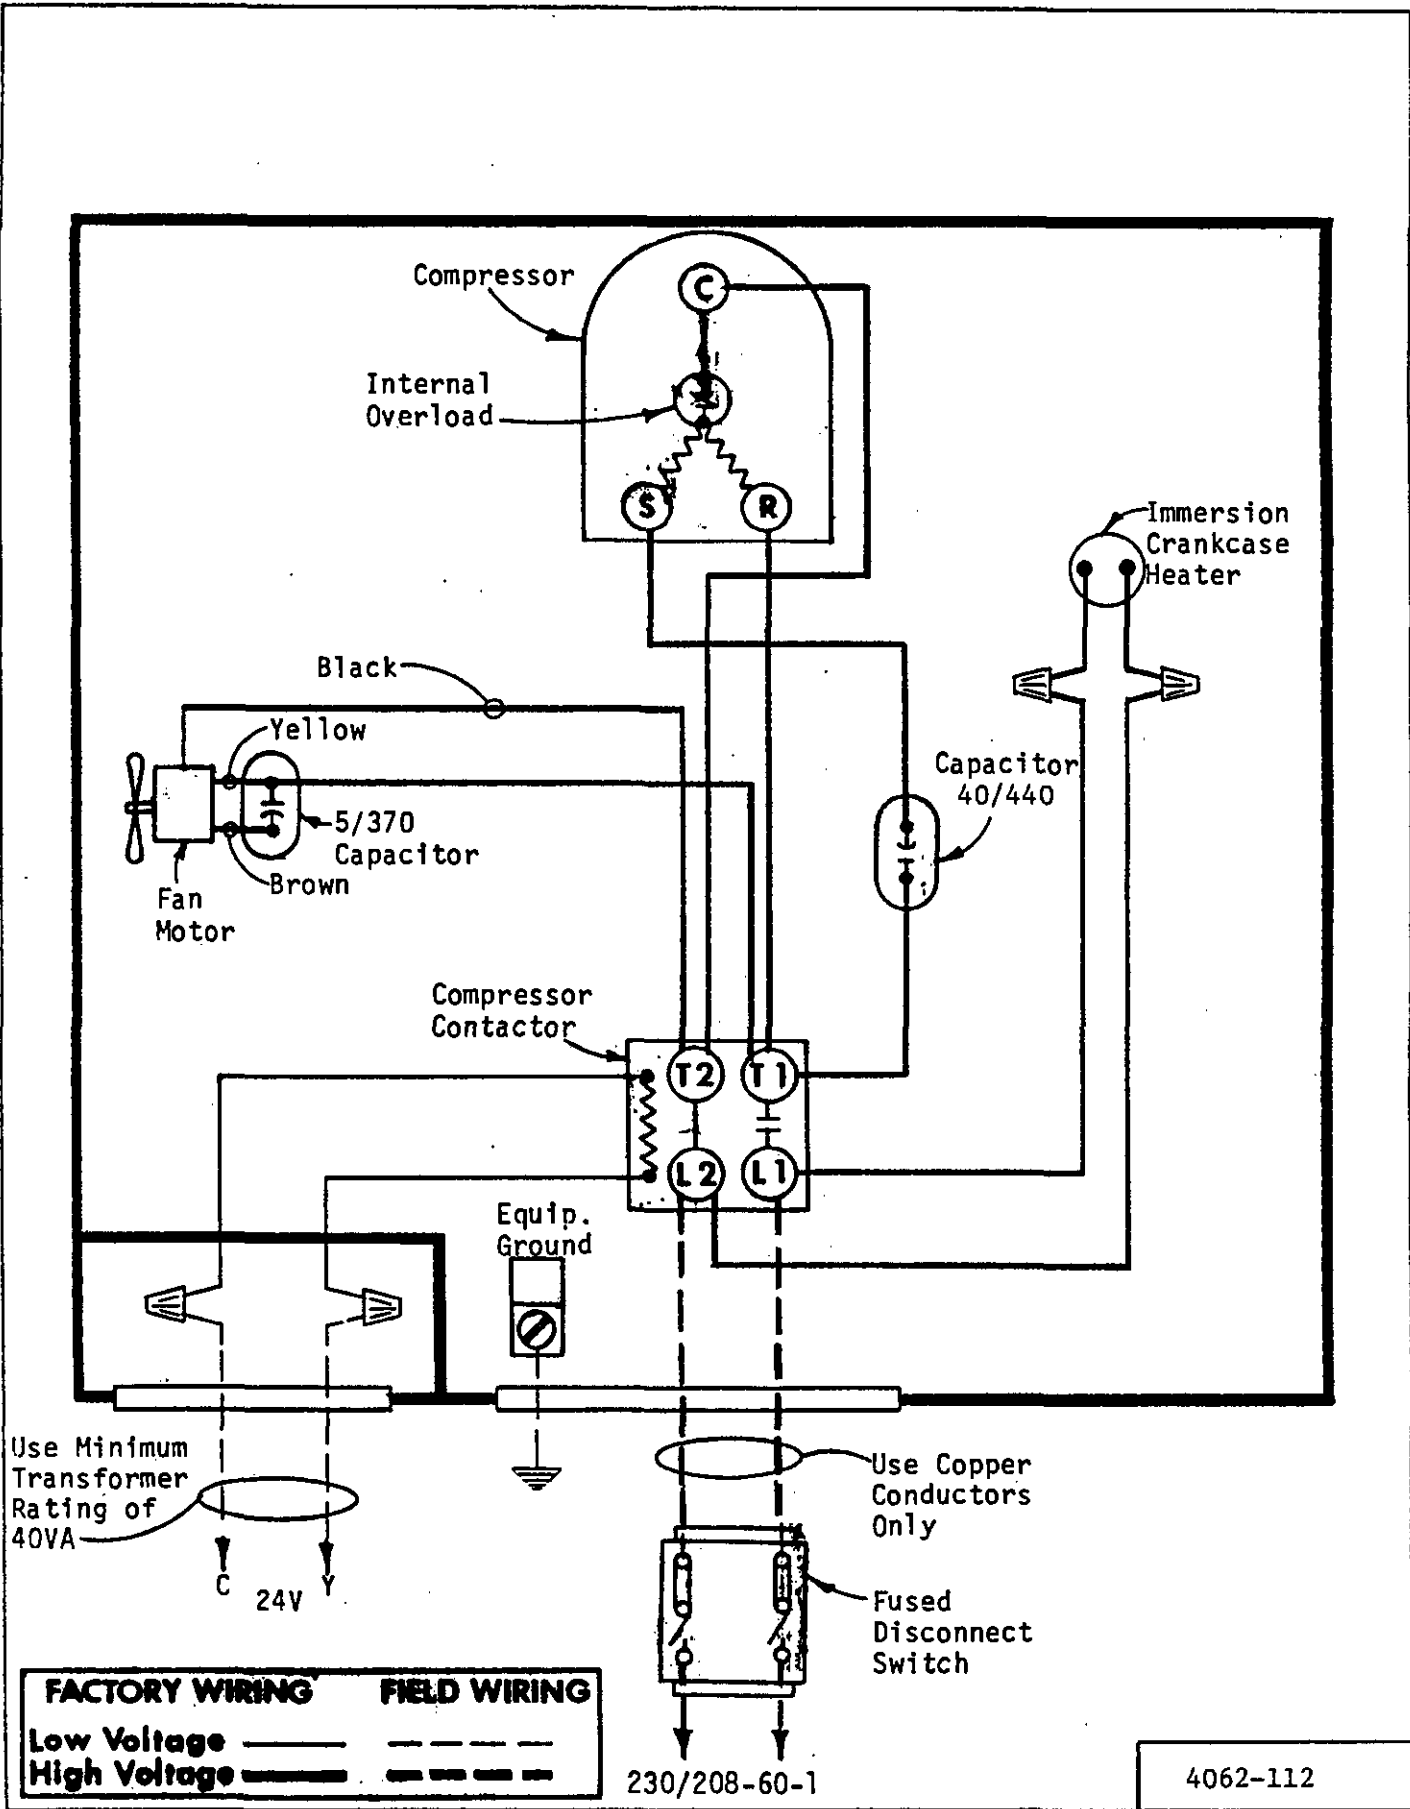 Compressor
C
Internal
Overload
S
R
Immersion
Crankcase
Heater
Black
Yellow
Capacitor
40/440
5/370
Capacitor
Brown
Fan
Motor
Compressor
Contactor
T2
T1
L2
L1
Equip.
Ground
Use Minimum
Transformer
Rating of
40VA
Use Copper
Conductors
Only
C
24V
Y
Fused
Disconnect
Switch
FACTORY WIRING FIELD WIRING
Low Voltage
High Voltage
230/208-60-1
4062-112